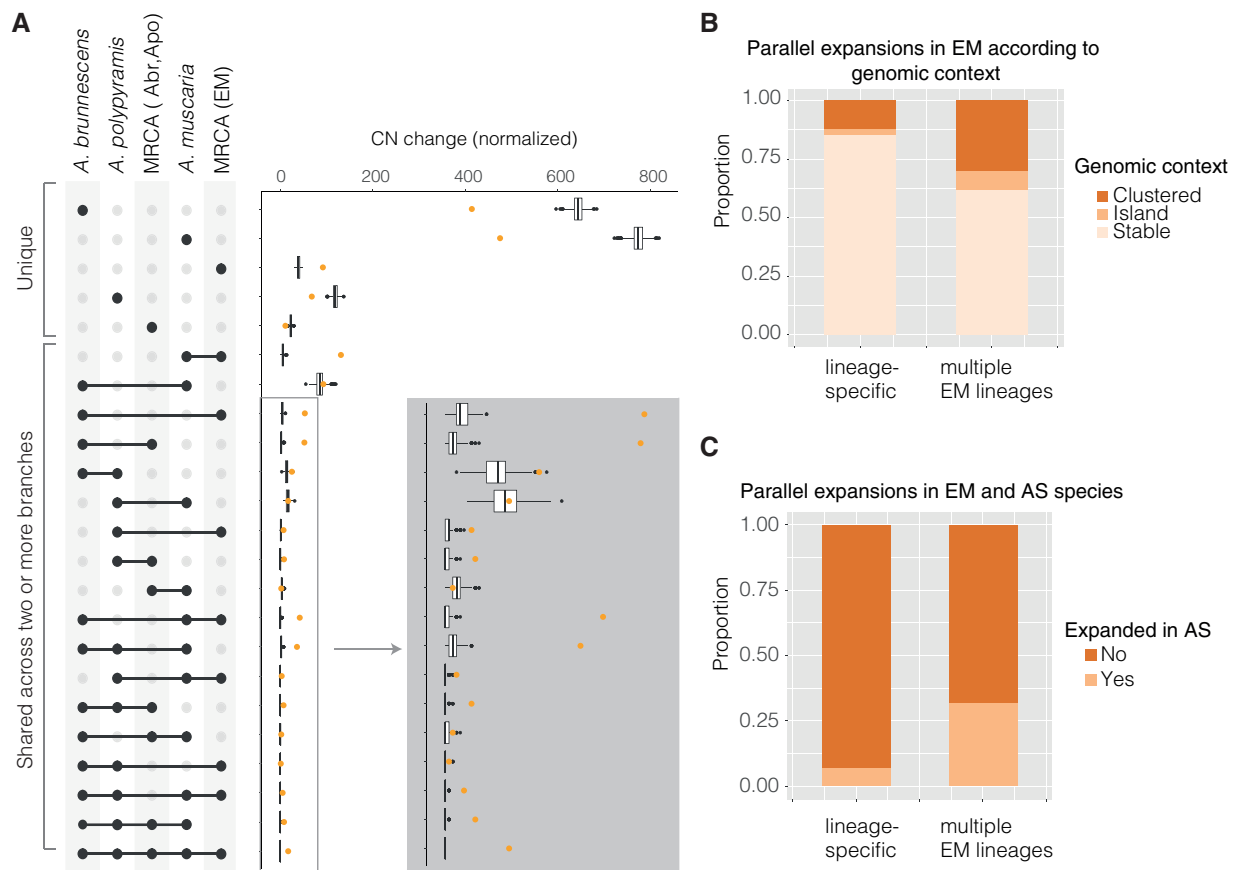 A
A. brunnescens
A. polypyramis
MRCA ( Abr,Apo)
A. muscaria
MRCA (EM)
CN change (normalized)
0 200 400 600 800
Unique
Shared across two or more branches
B
Parallel expansions in EM according to
genomic context
Proportion
1.00
0.75
0.50
0.25
0.00
lineage-
specific
multiple
EM lineages
Genomic context
Clustered
Island
Stable
C
Parallel expansions in EM and AS species
Proportion
1.00
0.75
0.50
0.25
0.00
lineage-
specific
multiple
EM lineages
Expanded in AS
No
Yes